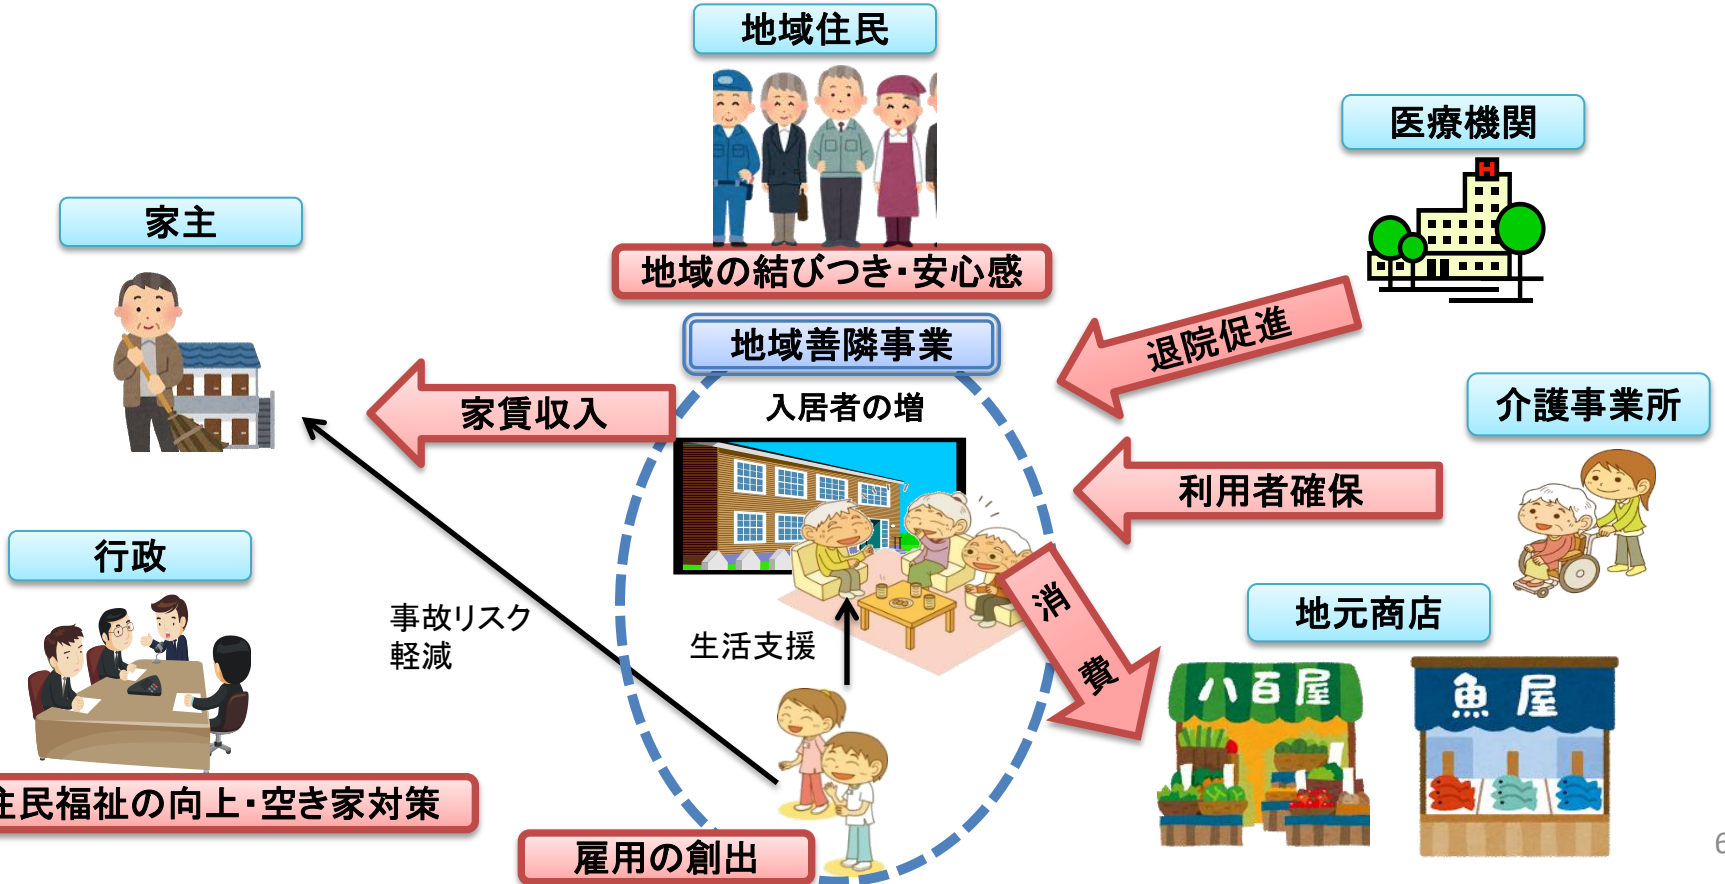 地域住民
医療機関
家主
地域の結びつき・安心感
退院促進
地域善隣事業
入居者の増
家賃収入
介護事業所
利用者確保
行政
消費
地元商店
事故リスク
軽減
生活支援
八百屋
魚屋
住民福祉の向上・空き家対策
雇用の創出
H
6